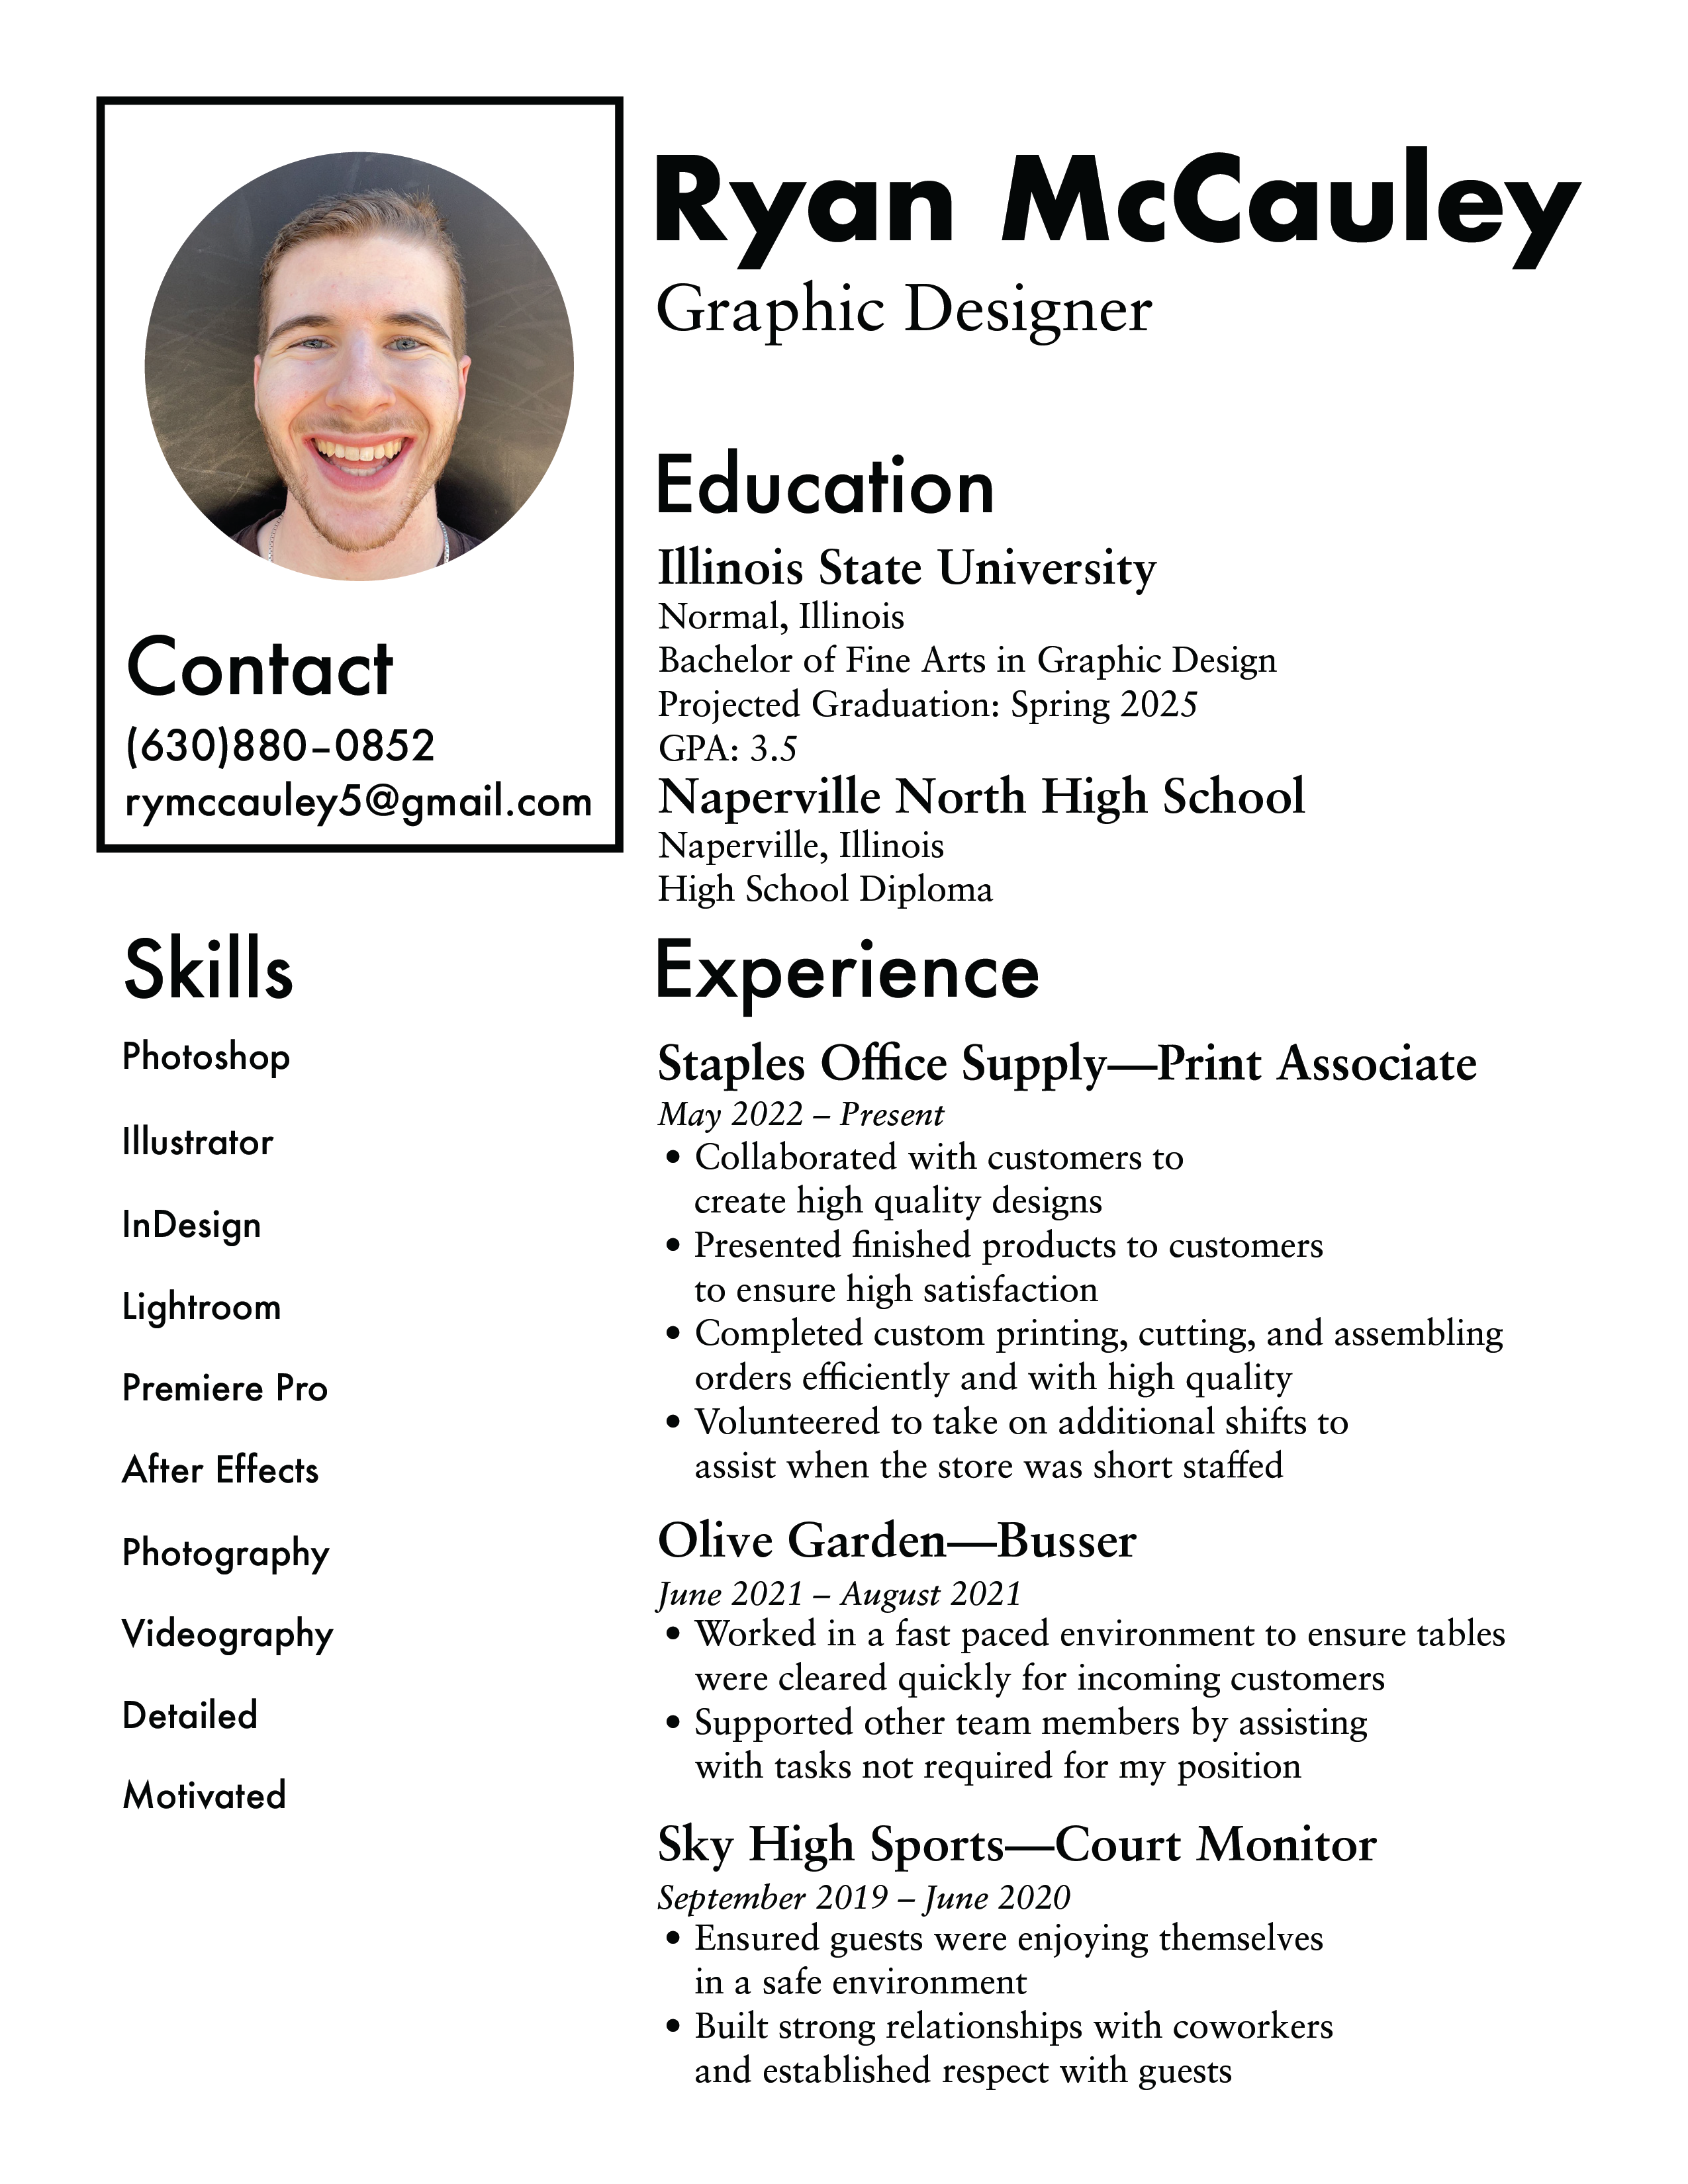 Ryan McCauley
Graphic Designer
Contact
(630)880–0852
rymccauley5@gmail.com
Skills
Photoshop
Illustrator
InDesign
Lightroom
Premiere Pro
After Effects
Photography
Videography
Detailed
Motivated
Education
Illinois State University
Normal, Illinois
Bachelor of Fine Arts in Graphic Design
Projected Graduation: Spring 2025
GPA: 3.5
Naperville North High School
Naperville, Illinois
High School Diploma
Experience
Staples Office Supply—Print Associate
May 2022 – Present
• Collaborated with customers to
create high quality designs
• Presented finished products to customers
to ensure high satisfaction
• Completed custom printing, cutting, and assembling
orders efficiently and with high quality
• Volunteered to take on additional shifts to
assist when the store was short staffed
Olive Garden—Busser
June 2021 – August 2021
• Worked in a fast paced environment to ensure tables
were cleared quickly for incoming customers
• Supported other team members by assisting
with tasks not required for my position
Sky High Sports—Court Monitor
September 2019 – June 2020
• Ensured guests were enjoying themselves
in a safe environment
• Built strong relationships with coworkers
and established respect with guests